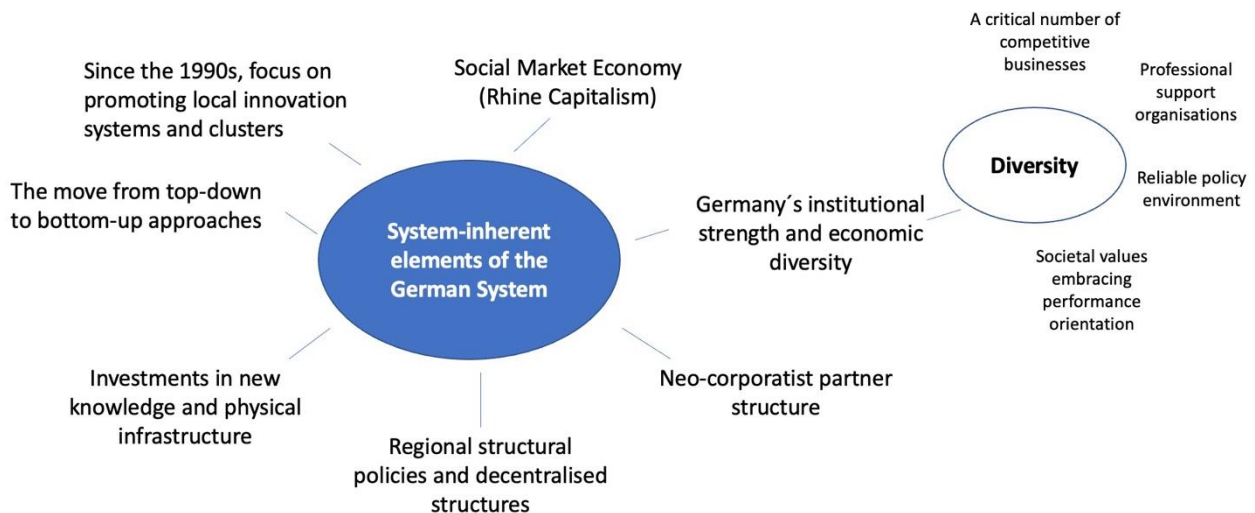 Since the 1990s, focus on
promoting local innovation
systems and clusters
Social Market Economy
(Rhine Capitalism)
A critical number of
competitive
businesses
Professional
support
organisations
Diversity
Reliable policy
environment
Societal values
embracing
performance
orientation
The move from top-down
to bottom-up approaches
System-inherent
elements of the
German System
Germany´s institutional
strength and economic
diversity
Investments in new
knowledge and physical
infrastructure
Regional structural
policies and decentralised
structures
Neo-corporatist partner
structure